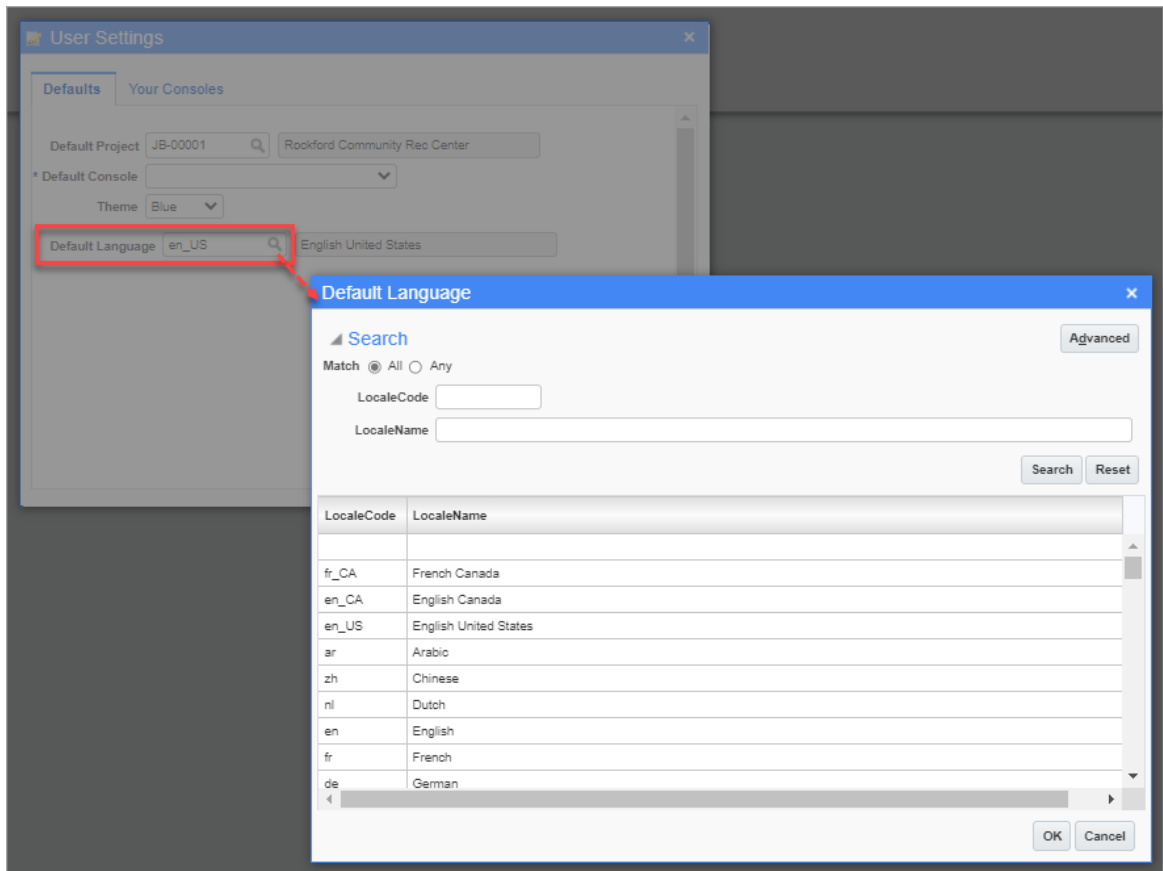 User Settings
Defaults Your Consoles
Default Project JB-00001 Rockford Community Rec Center
* Default Console
Theme Blue
Default Language en_US English United States
Default Language
Search Advanced
Match All Any
LocaleCode
LocaleName
Search Reset
LocaleCode LocaleName
fr_CA French Canada
en_CA English Canada
en_US English United States
ar Arabic
zh Chinese
nl Dutch
en English
fr French
de German
OK Cancel